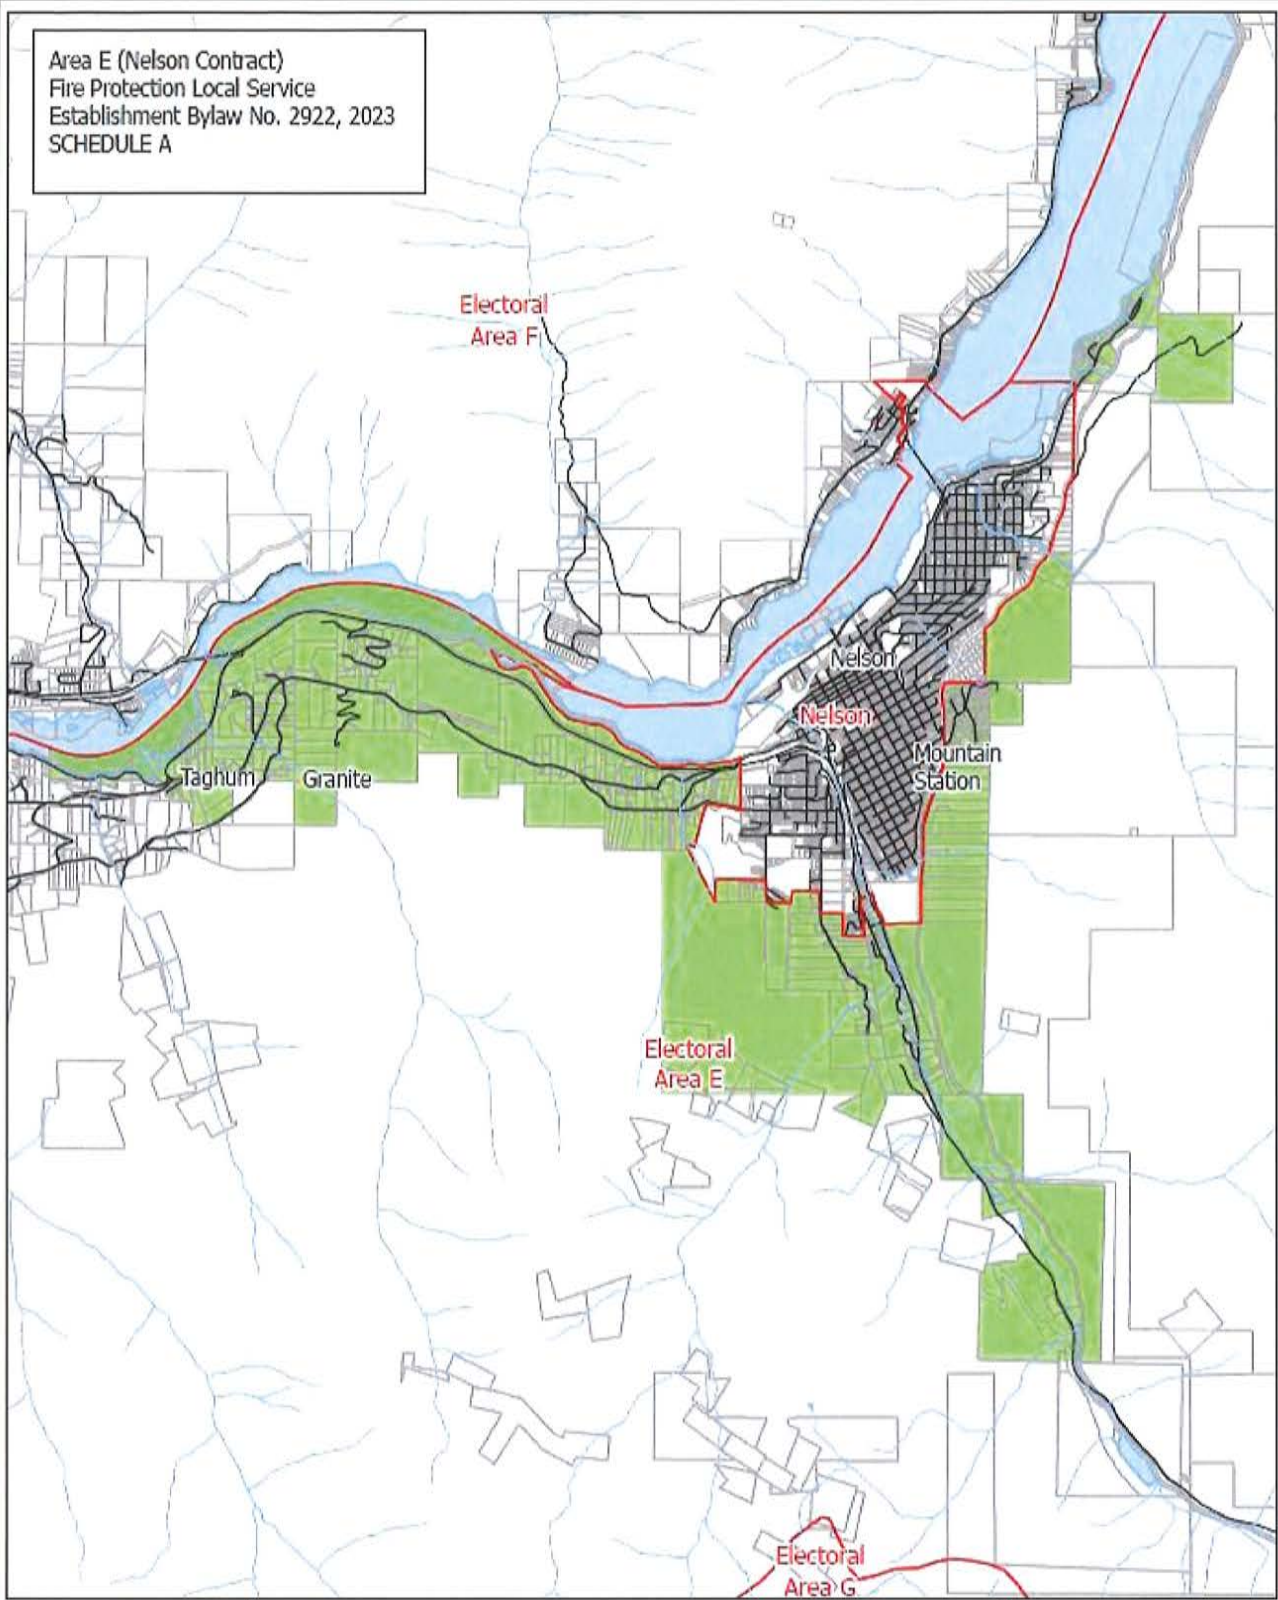 Area E (Nelson Contract)
Fire Protection Local Service
Establishment Bylaw No. 2922, 2023
SCHEDULE A
Electoral
Area F
Nelson
Nelson
Mountain
Station
Taghum
Granite
Electoral
Area E
Electoral
Area G